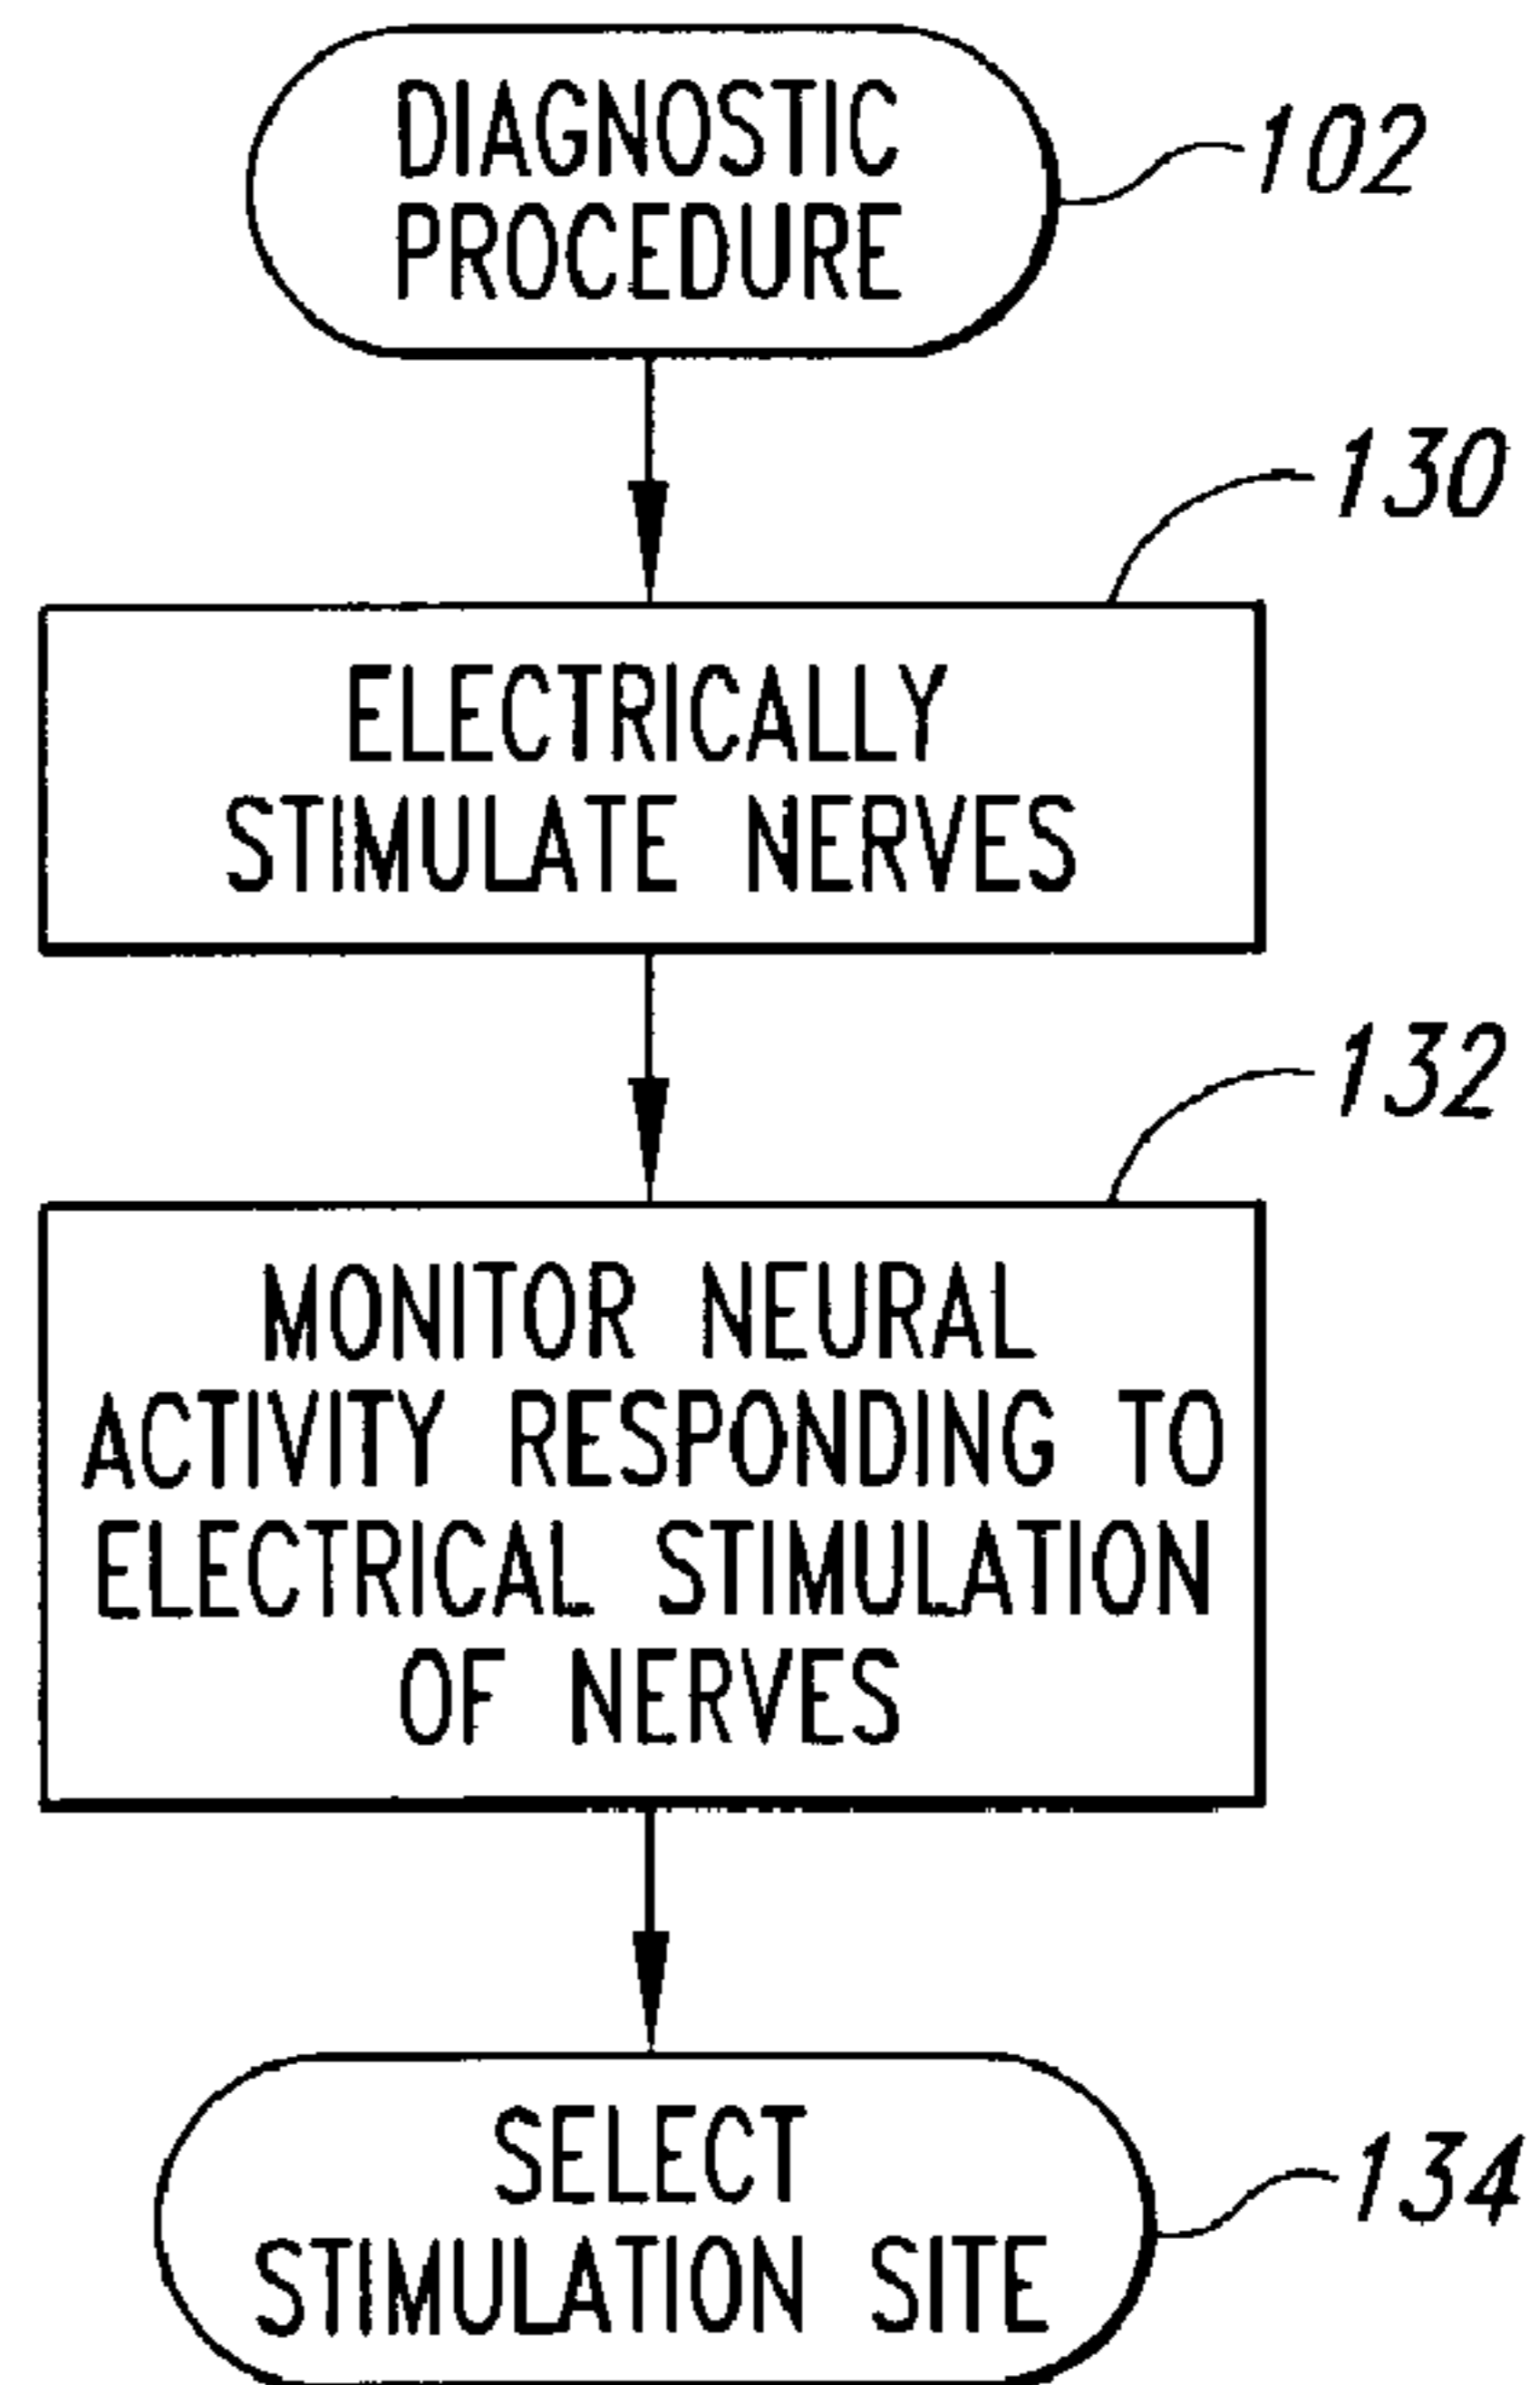 DIAGNOSTIC
PROCEDURE
102
130
ELECTRICALLY
STIMULATE NERVES
132
MONITOR NEURAL
ACTIVITY RESPONDING TO
ELECTRICAL STIMULATION
OF NERVES
SELECT
STIMULATION SITE
134